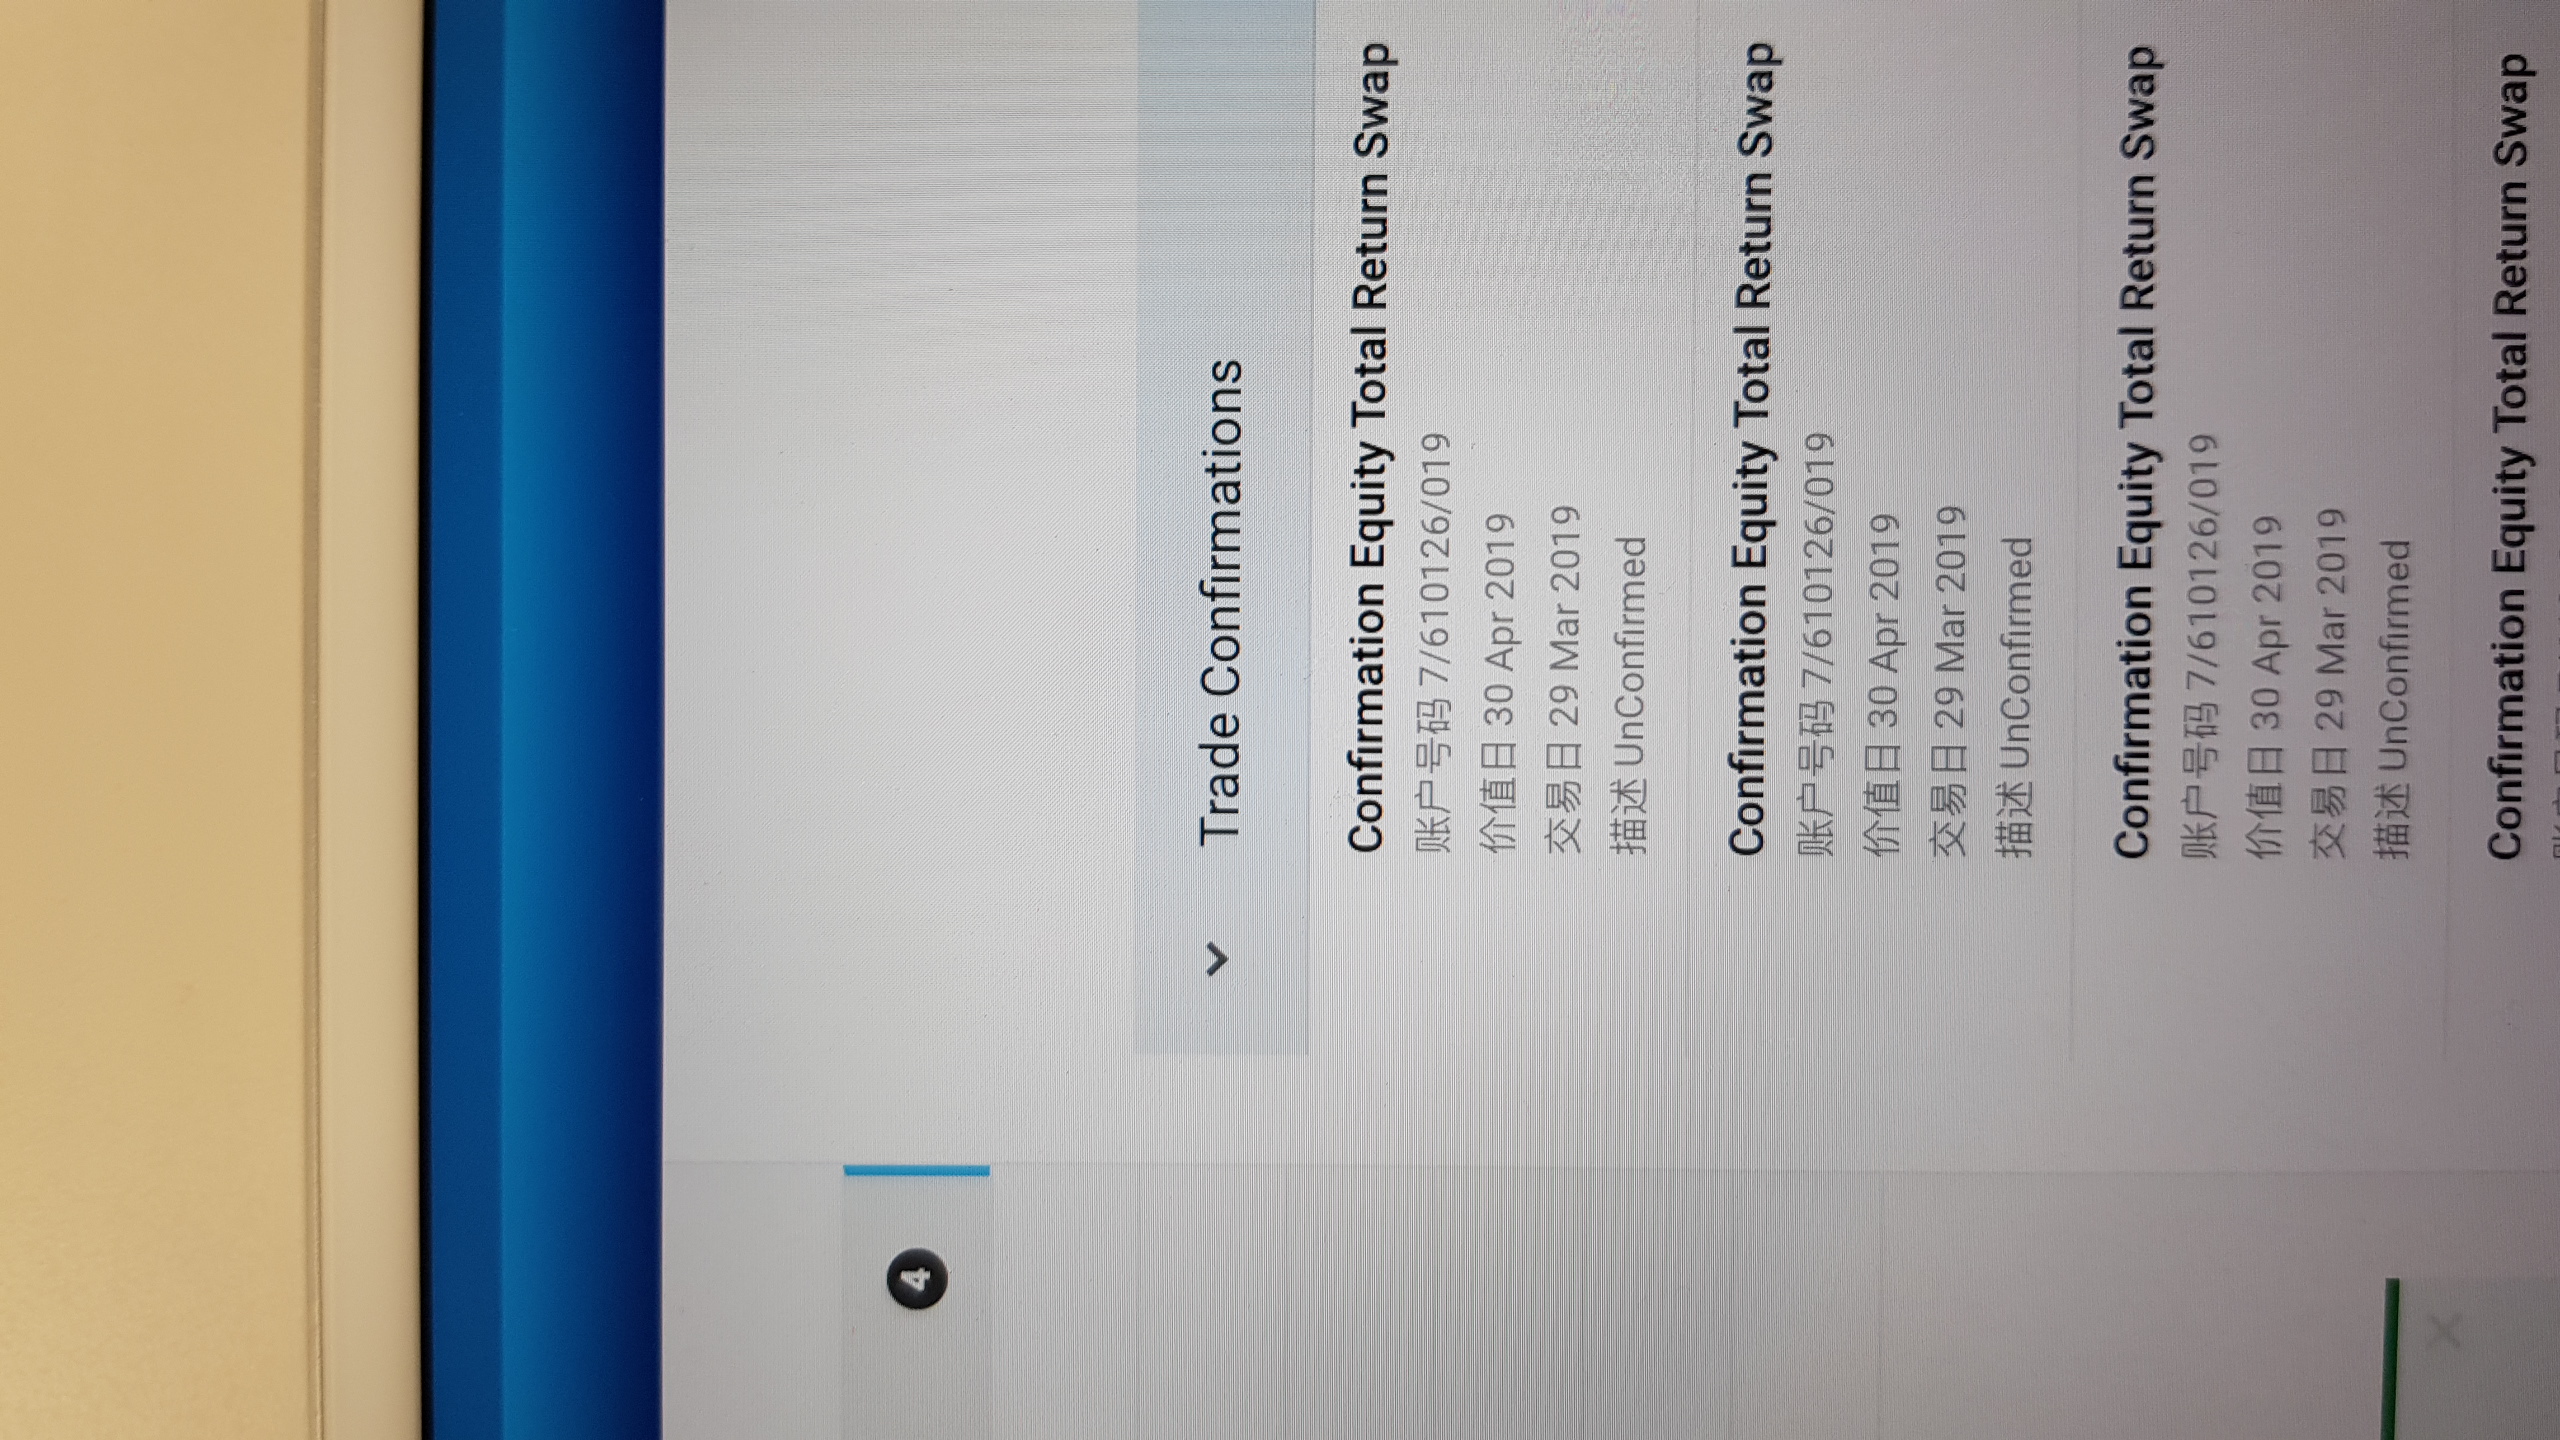 4
Trade Confirmations
Confirmation Equity Total Return Swap
账户号码 7/610126/019
价值日 30 Apr 2019
交易日 29 Mar 2019
描述 UnConfirmed
Confirmation Equity Total Return Swap
账户号码 7/610126/019
价值日 30 Apr 2019
交易日 29 Mar 2019
描述 UnConfirmed
Confirmation Equity Total Return Swap
账户号码 7/610126/019
价值日 30 Apr 2019
交易日 29 Mar 2019
描述 UnConfirmed
Confirmation Equity Total Return Swap